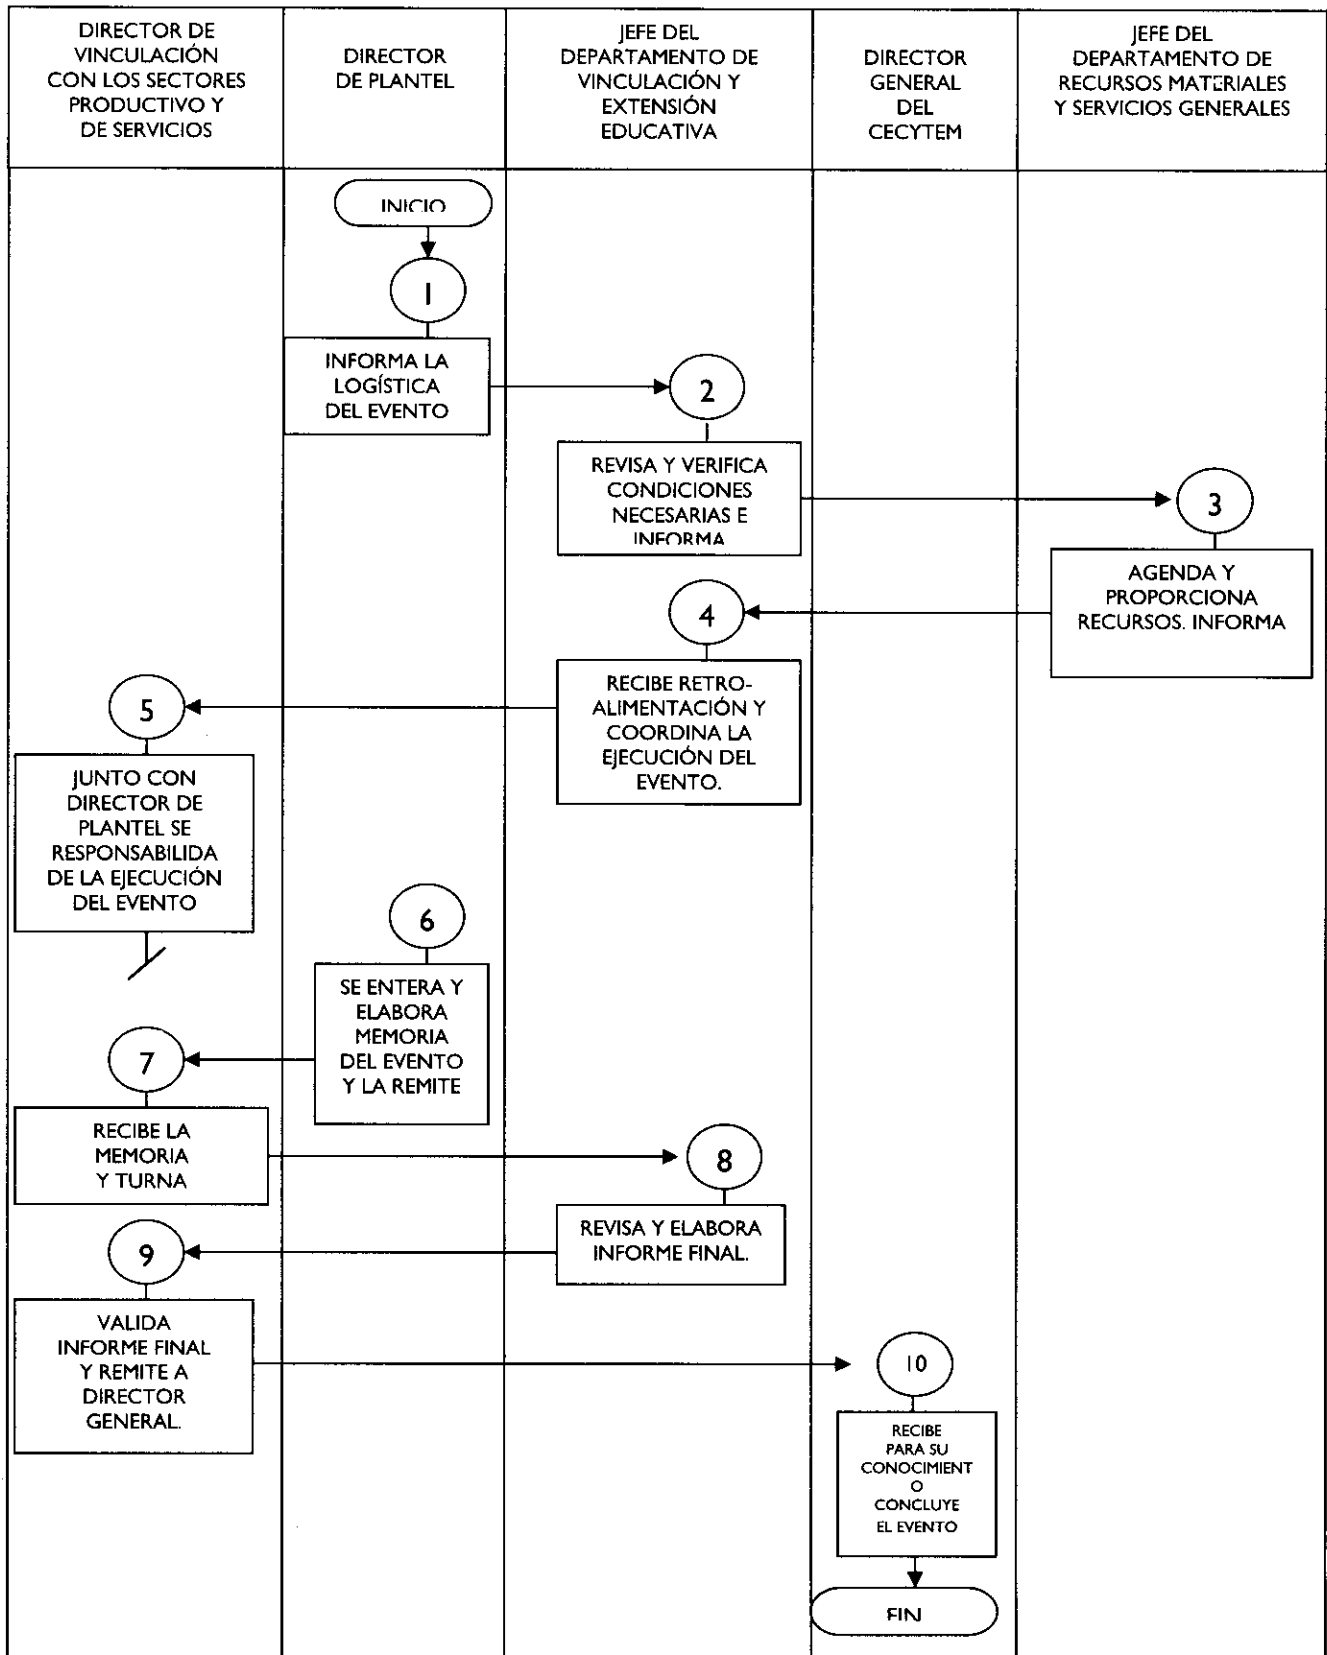 DIRECTOR DE
VINCULACIÓN
CON LOS SECTORES
PRODUCTIVO Y
DE SERVICIOS
DIRECTOR
DE PLANTEL
JEFE DEL
DEPARTAMENTO DE
VINCULACIÓN Y
EXTENSIÓN
EDUCATIVA
DIRECTOR
GENERAL
DEL
CECYTEM
JEFE DEL
DEPARTAMENTO DE
RECURSOS MATERIALES
Y SERVICIOS GENERALES
INICIO
1
INFORMA LA
LOGÍSTICA
DEL EVENTO
2
REVISA Y VERIFICA
CONDICIONES
NECESARIAS E
INFORMA
3
AGENDA Y
PROPORCIONA
RECURSOS. INFORMA
4
RECIBE RETRO-
ALIMENTACIÓN Y
COORDINA LA
EJECUCIÓN DEL
EVENTO.
5
JUNTO CON
DIRECTOR DE
PLANTEL SE
RESPONSABILIDA
DE LA EJECUCIÓN
DEL EVENTO
6
SE ENTERA Y
ELABORA
MEMORIA
DEL EVENTO
Y LA REMITE
7
RECIBE LA
MEMORIA
Y TURNA
8
REVISA Y ELABORA
INFORME FINAL.
9
VALIDA
INFORME FINAL
Y REMITE A
DIRECTOR
GENERAL.
10
RECIBE
PARA SU
CONOCIMIENT
O
CONCLUYE
EL EVENTO
FIN